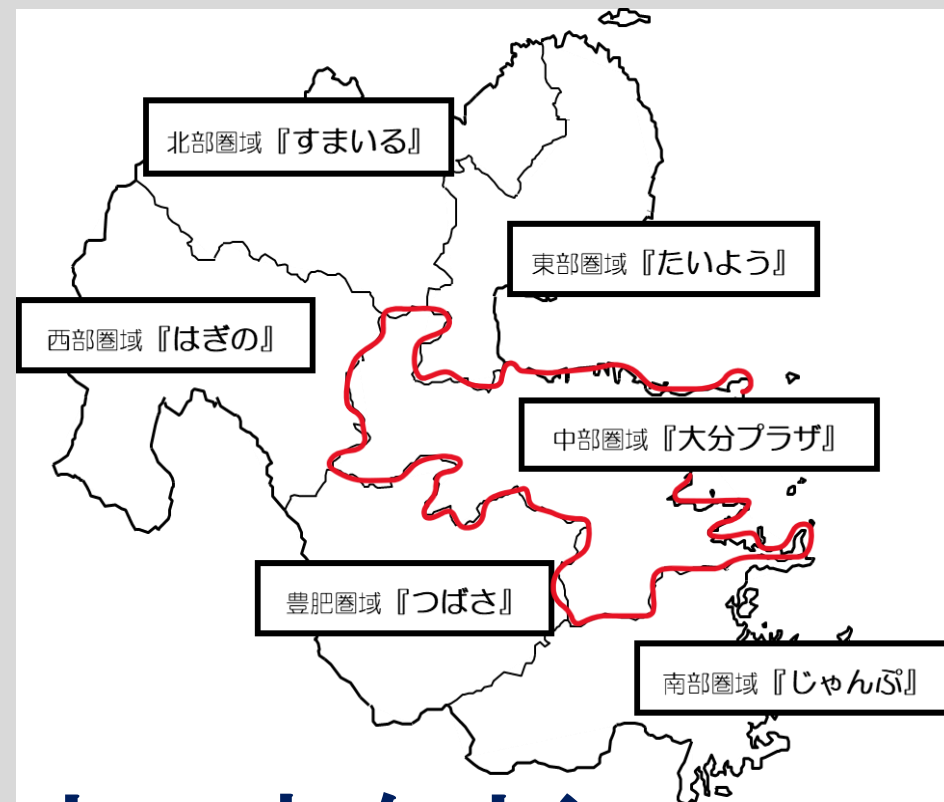 北部圏域『すまいる』
東部圏域『たいよう』
西部圏域『はぎの』
中部圏域『大分プラザ』
豊肥圏域『つばさ』
南部圏域『じゃんぷ』